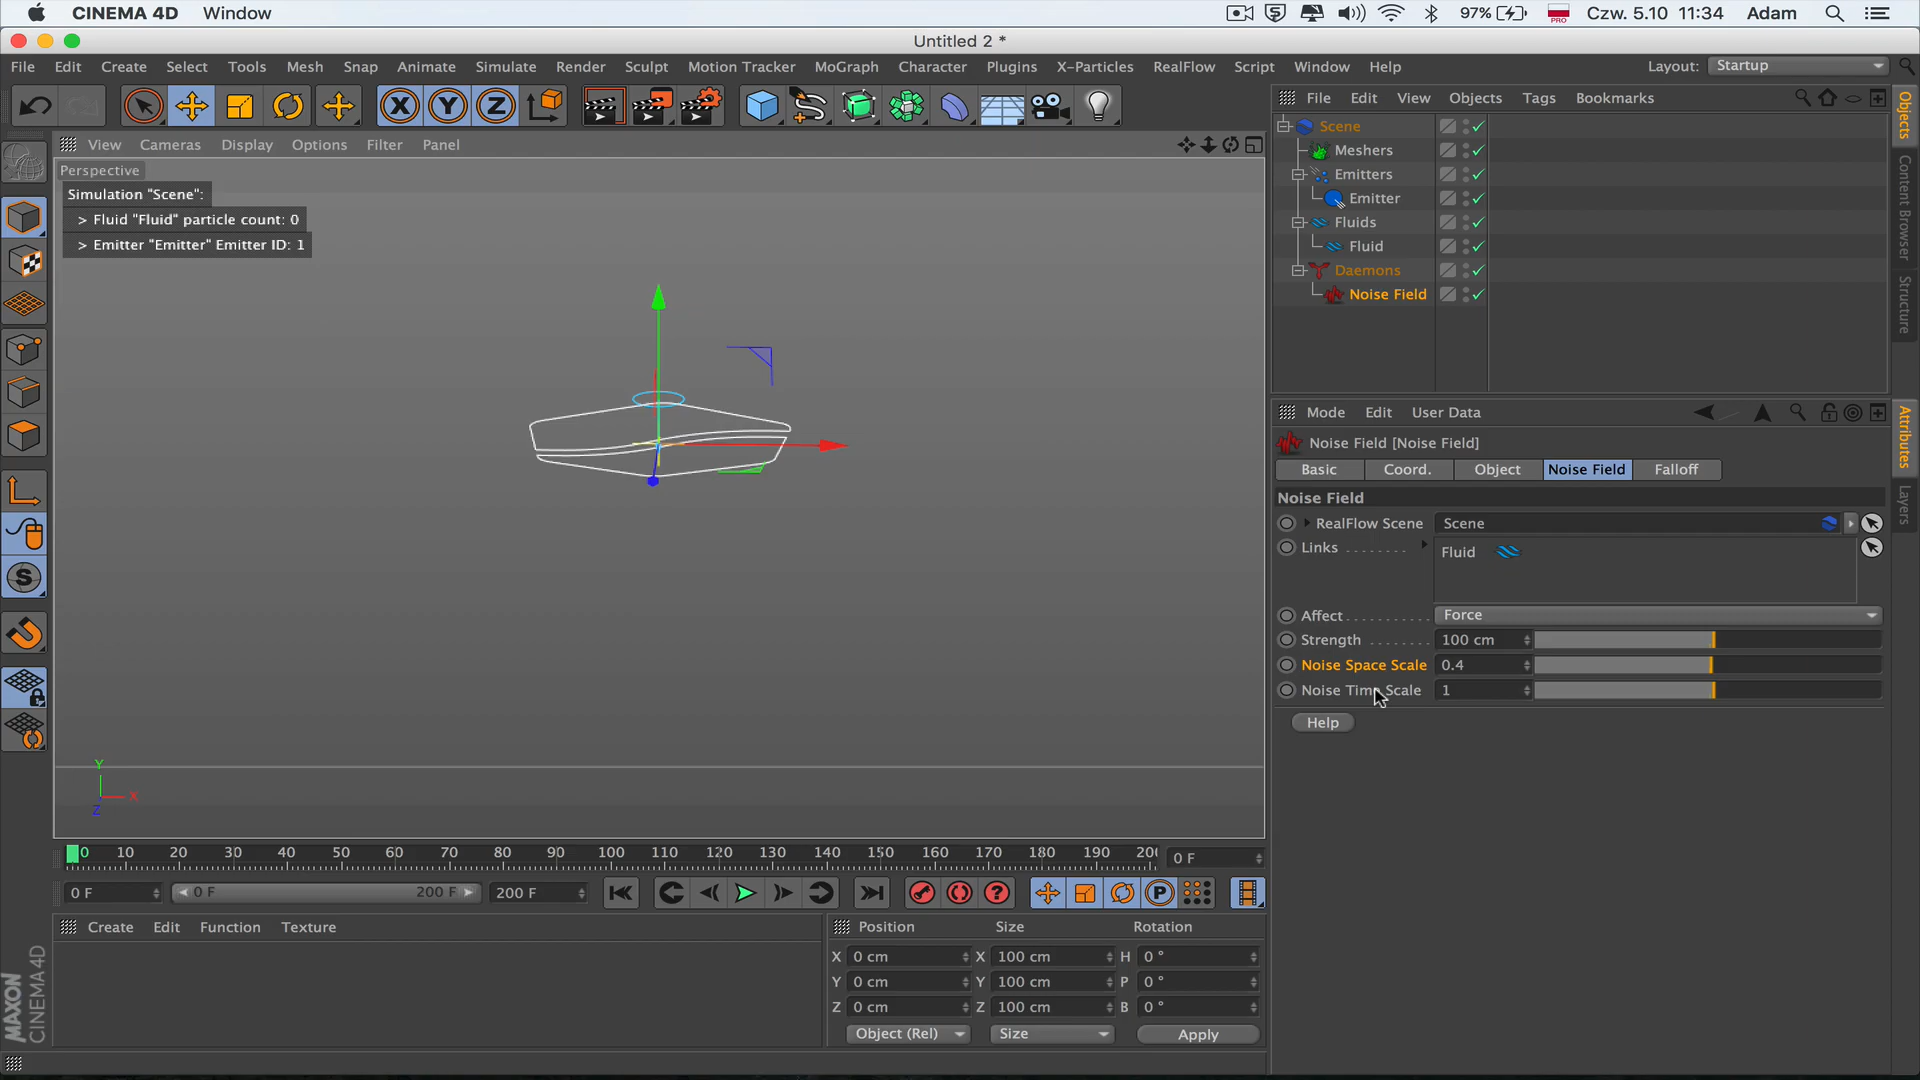 CINEMA 4D Window
97% PRO Czw. 5.10 11:34 Adam
Untitled 2 *
File Edit Create Select Tools Mesh Snap Animate Simulate Render Sculpt Motion Tracker MoGraph Character Plugins X-Particles RealFlow Script Window Help
Layout: Startup
X Y Z
File Edit View Objects Tags Bookmarks
Objects
Content Browser
Structure
Scene
Meshers
Emitters
Emitter
Fluids
Fluid
Daemons
Noise Field
View Cameras Display Options Filter Panel
Perspective
Simulation "Scene":
> Fluid "Fluid" particle count: 0
> Emitter "Emitter" Emitter ID: 1
Y
X
Z
Mode Edit User Data
Attributes
Layers
Noise Field [Noise Field]
Basic Coord. Object Noise Field Falloff
Noise Field
RealFlow Scene Scene
Links . . . . . . . . Fluid
Affect . . . . . . . . . . . Force
Strength . . . . . . . . 100 cm
Noise Space Scale 0.4
Noise Time Scale 1
Help
0 10 20 30 40 50 60 70 80 90 100 110 120 130 140 150 160 170 180 190 20
0 F
0 F 0 F 200 F 200 F
P
Create Edit Function Texture
Position Size Rotation
X 0 cm X 100 cm H 0 °
Y 0 cm Y 100 cm P 0 °
Z 0 cm Z 100 cm B 0 °
Object (Rel) Size Apply
MAXON
CINEMA 4D